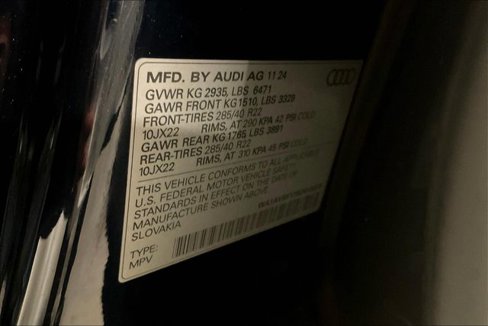 MFD. BY AUDI AG 11 24
GVWR KG 2935, LBS 6471
GAWR FRONT KG 1510, LBS 3329
FRONT-TIRES 285/40 R22
10JX22 RIMS, AT 290 KPA 42 PSI COLD
GAWR REAR KG 1765 LBS 3891
REAR-TIRES 285/40 R22
10JX22 RIMS, AT 310 KPA 45 PSI COLD
THIS VEHICLE CONFORMS TO ALL APPLICABLE
U.S. FEDERAL MOTOR VEHICLE SAFETY
STANDARDS IN EFFECT ON THE DATE OF
MANUFACTURE SHOWN ABOVE
SLOVAKIA
TYPE:
MPV